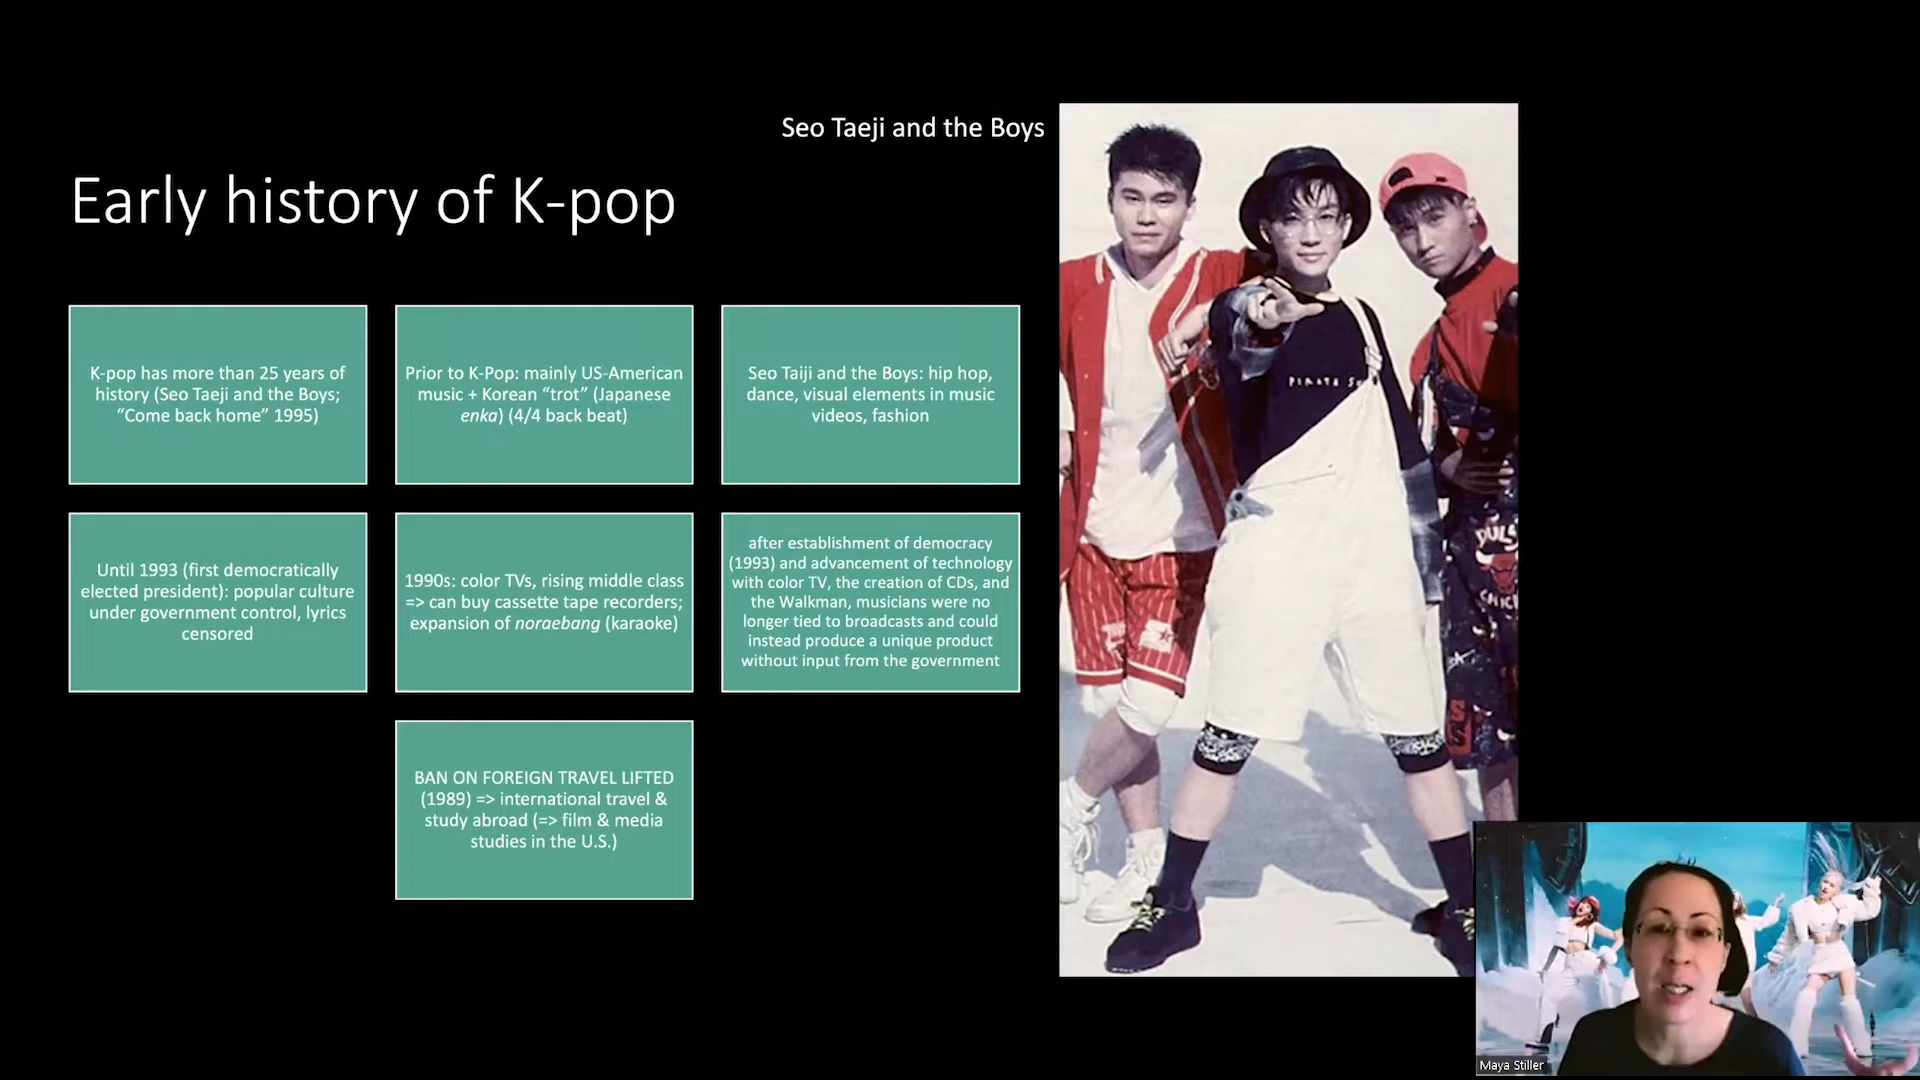 Seo Taeji and the Boys
Early history of K-pop
K-pop has more than 25 years of
history (Seo Taeji and the Boys;
“Come back home” 1995)
Prior to K-Pop: mainly US-American
music + Korean “trot” (Japanese
enka) (4/4 back beat)
Seo Taiji and the Boys: hip hop,
dance, visual elements in music
videos, fashion
Until 1993 (first democratically
elected president): popular culture
under government control, lyrics
censored
1990s: color TVs, rising middle class
=> can buy cassette tape recorders;
expansion of noraebang (karaoke)
after establishment of democracy
(1993) and advancement of technology
with color TV, the creation of CDs, and
the Walkman, musicians were no
longer tied to broadcasts and could
instead produce a unique product
without input from the government
BAN ON FOREIGN TRAVEL LIFTED
(1989) => international travel &
study abroad (=> film & media
studies in the U.S.)
Maya Stiller